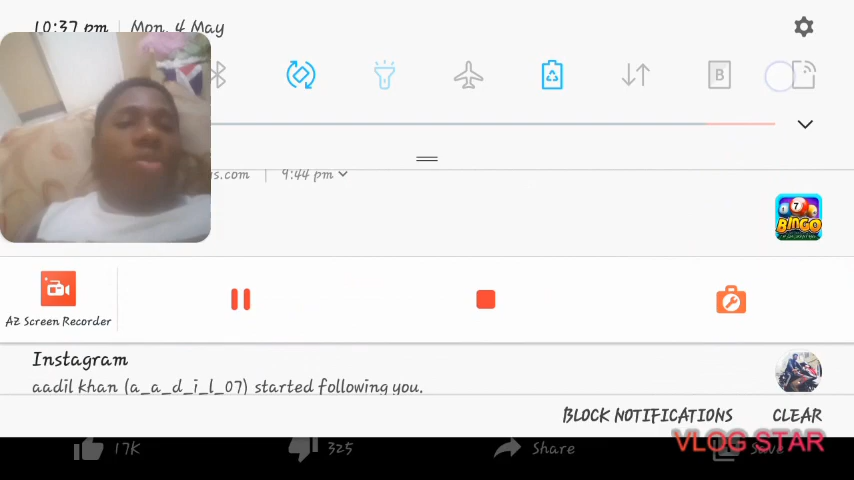 10:37 pm | Mon, 4 May
B
s.com | 9:44 pm
BINGO
AZ Screen Recorder
Instagram
aadil khan (a_a_d_i_l_07) started following you.
BLOCK NOTIFICATIONS CLEAR
VLOG STAR
17K 325 Share Save